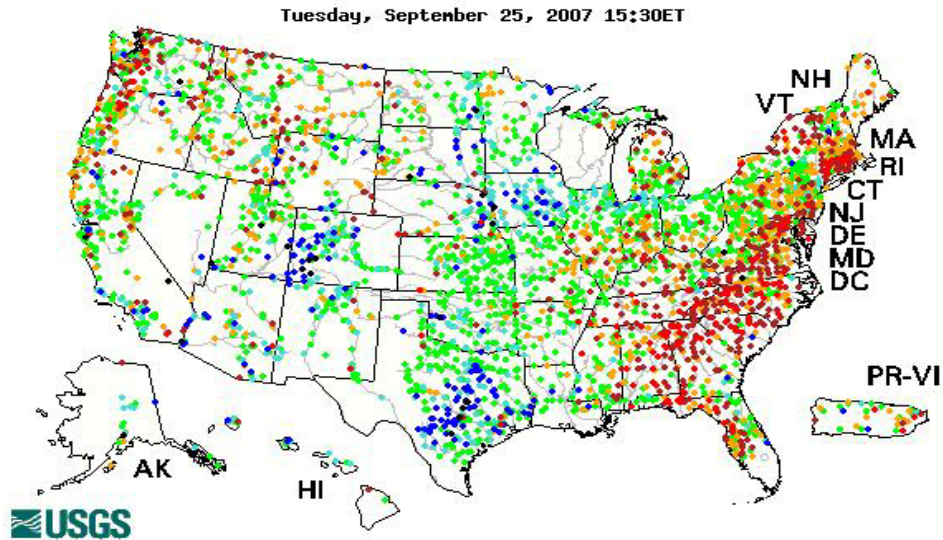 Tuesday, September 25, 2007 15:30ET
NH
VT
MA
RI
CT
NJ
DE
MD
DC
PR-VI
AK
HI
USGS